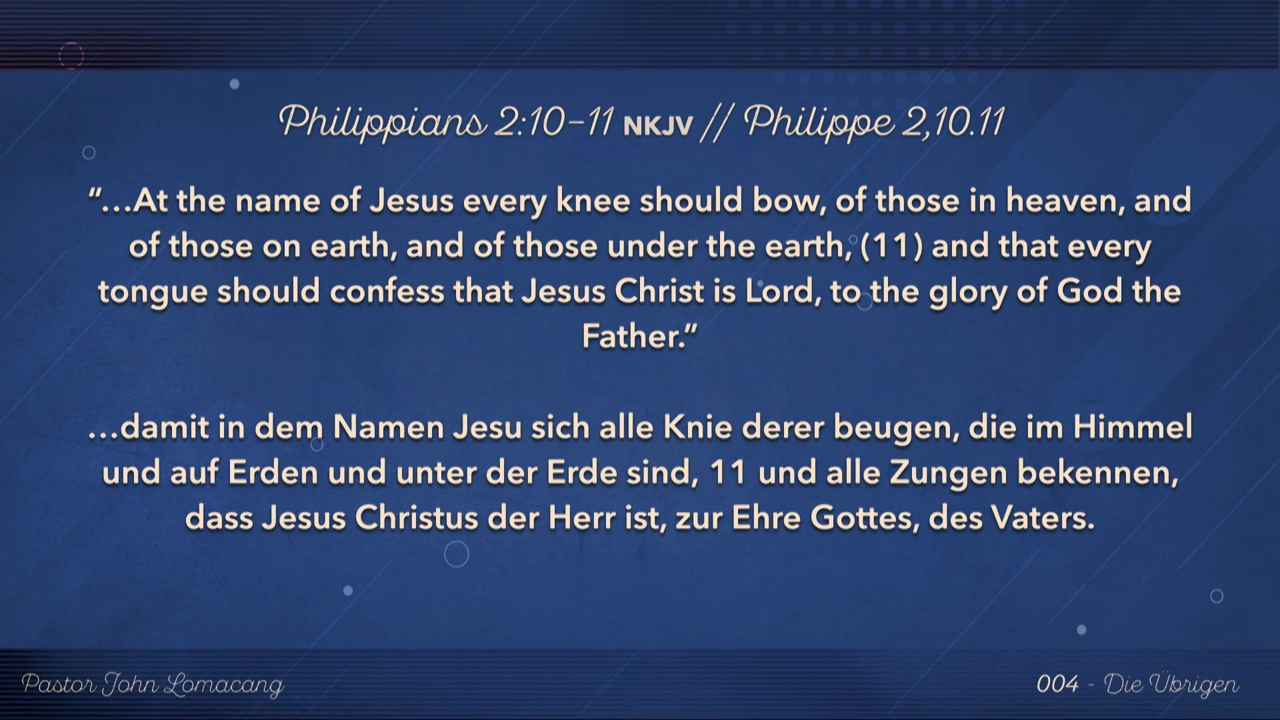 Philippians 2:10-11 NKJV // Philippe 2,10.11
“…At the name of Jesus every knee should bow, of those in heaven, and
of those on earth, and of those under the earth, (11) and that every
tongue should confess that Jesus Christ is Lord, to the glory of God the
Father.”
…damit in dem Namen Jesu sich alle Knie derer beugen, die im Himmel
und auf Erden und unter der Erde sind, 11 und alle Zungen bekennen,
dass Jesus Christus der Herr ist, zur Ehre Gottes, des Vaters.
Pastor John Lomacang
004 - Die Übrigen